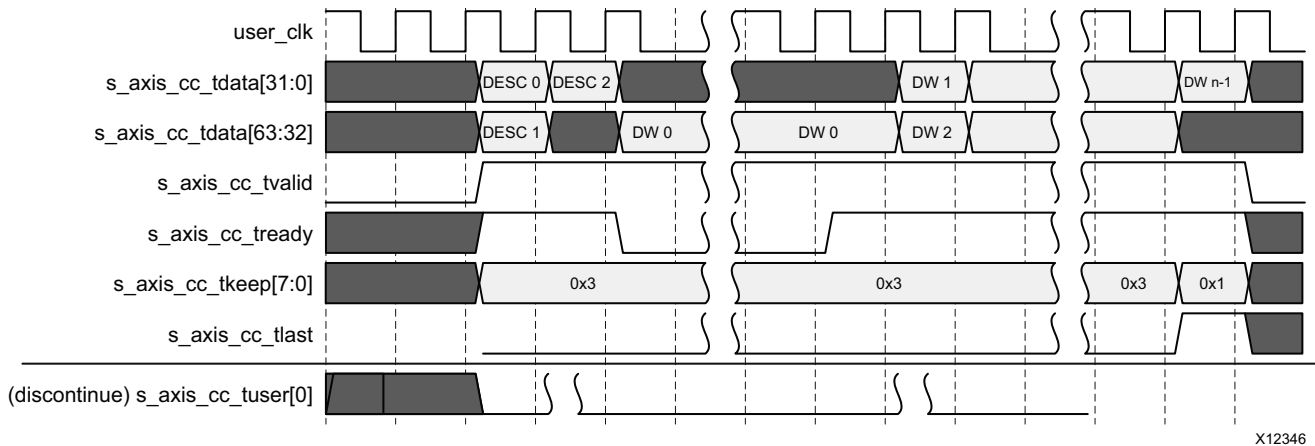 user_clk
s_axis_cc_tdata[31:0] DESC 0 DESC 2 DW 1 DW n-1
s_axis_cc_tdata[63:32] DESC 1 DW 0 DW 0 DW 2
s_axis_cc_tvalid
s_axis_cc_tready
s_axis_cc_tkeep[7:0] 0x3 0x3 0x3 0x1
s_axis_cc_tlast
(discontinue) s_axis_cc_tuser[0]
X12346